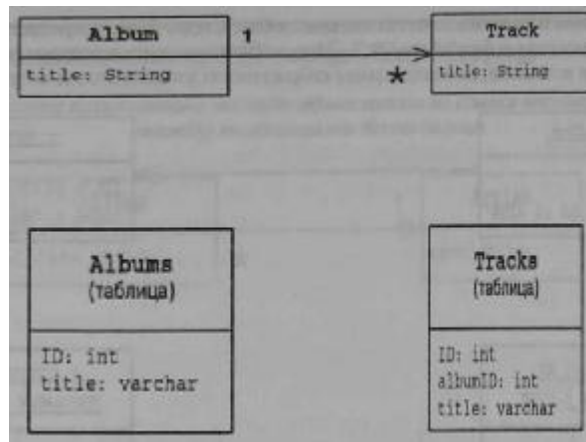 Album
1
Track
title: String
*
title: String
Albums
(таблица)
Tracks
(таблица)
ID: int
title: varchar
ID: int
albumID: int
title: varchar